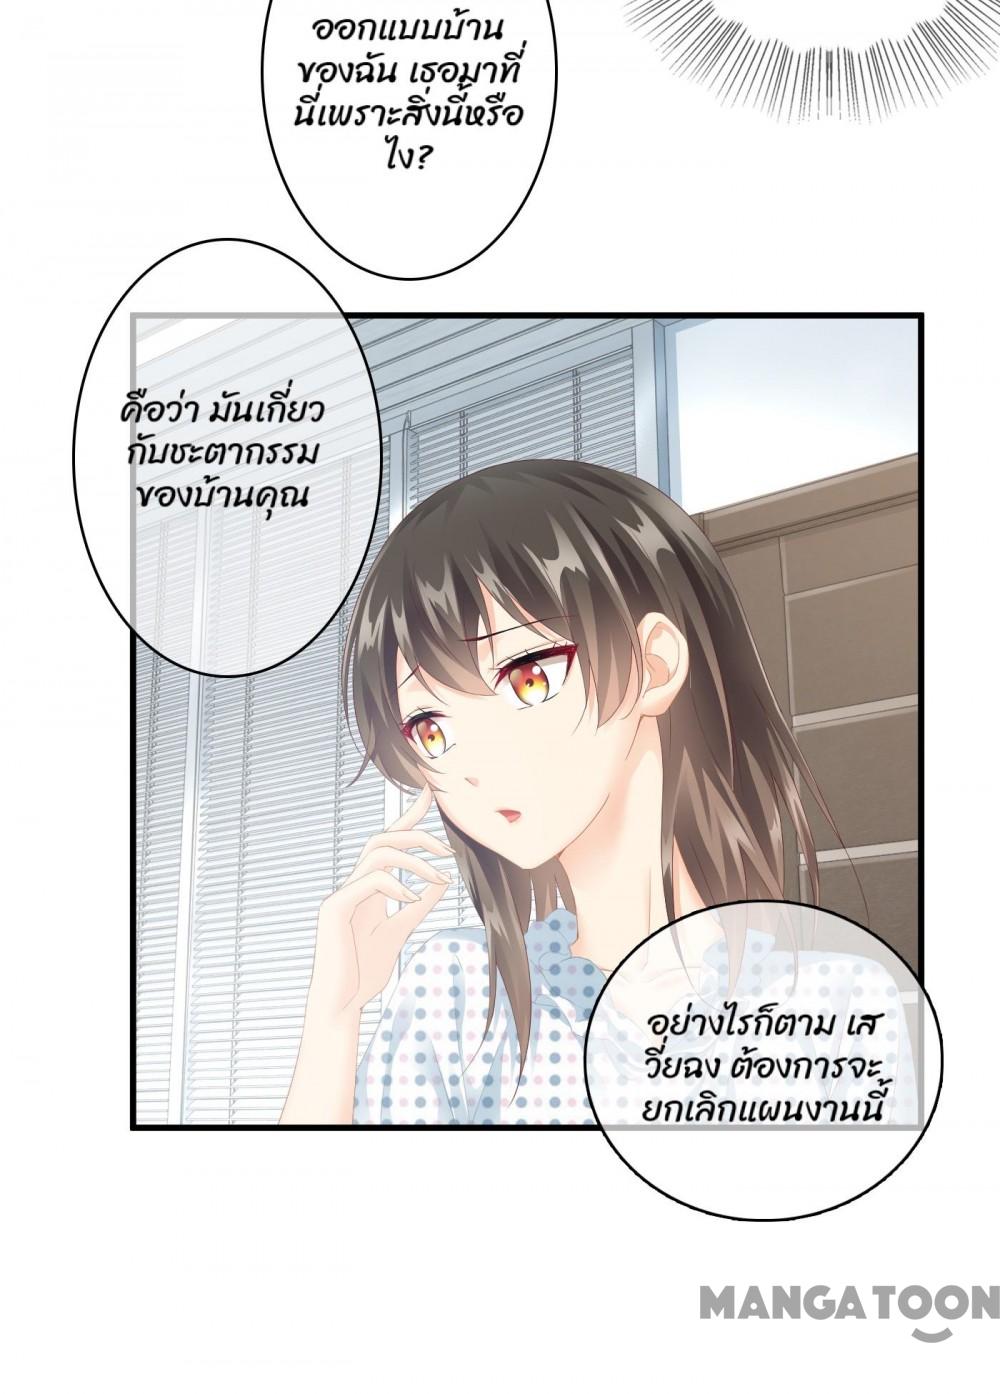 ออกแบบบ้าน
ของฉัน เธอมาที่
นี่เพราะสิ่งนี้หรือ
ไง?
คือว่า มันเกี่ยว
กับชะตากรรม
ของบ้านคุณ
อย่างไรก็ตาม เส
วี่ยฉง ต้องการจะ
ยกเลิกแผนงานนี้
MANGATOON